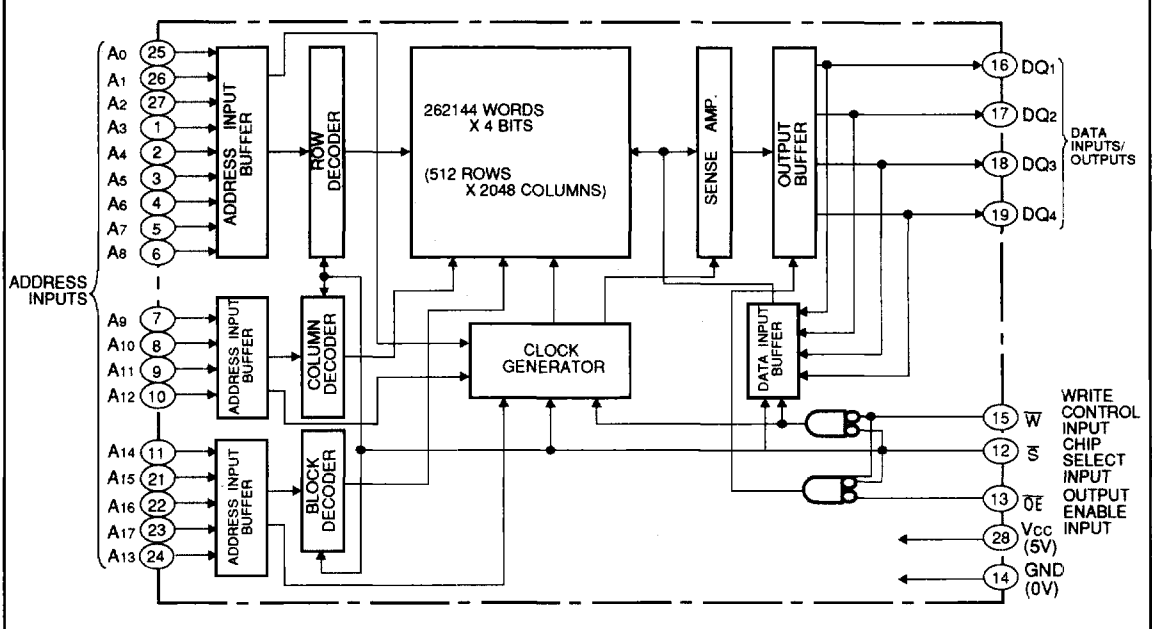 ADDRESS
INPUTS
A0 25
A1 26
A2 27
A3 1
A4 2
A5 3
A6 4
A7 5
A8 6
A9 7
A10 8
A11 9
A12 10
A14 11
A15 21
A16 22
A17 23
A13 24
ADDRESS INPUT
BUFFER
ROW
DECODER
262144 WORDS
X 4 BITS
(512 ROWS
X 2048 COLUMNS)
SENSE AMP.
OUTPUT
BUFFER
16 DQ1
17 DQ2
18 DQ3
19 DQ4
DATA
INPUTS/
OUTPUTS
ADDRESS INPUT
BUFFER
COLUMN
DECODER
CLOCK
GENERATOR
DATA INPUT
BUFFER
ADDRESS INPUT
BUFFER
BLOCK
DECODER
15 W̅
WRITE
CONTROL
INPUT
12 S̅
CHIP
SELECT
INPUT
13 O̅E̅
OUTPUT
ENABLE
INPUT
28 VCC
(5V)
14 GND
(0V)